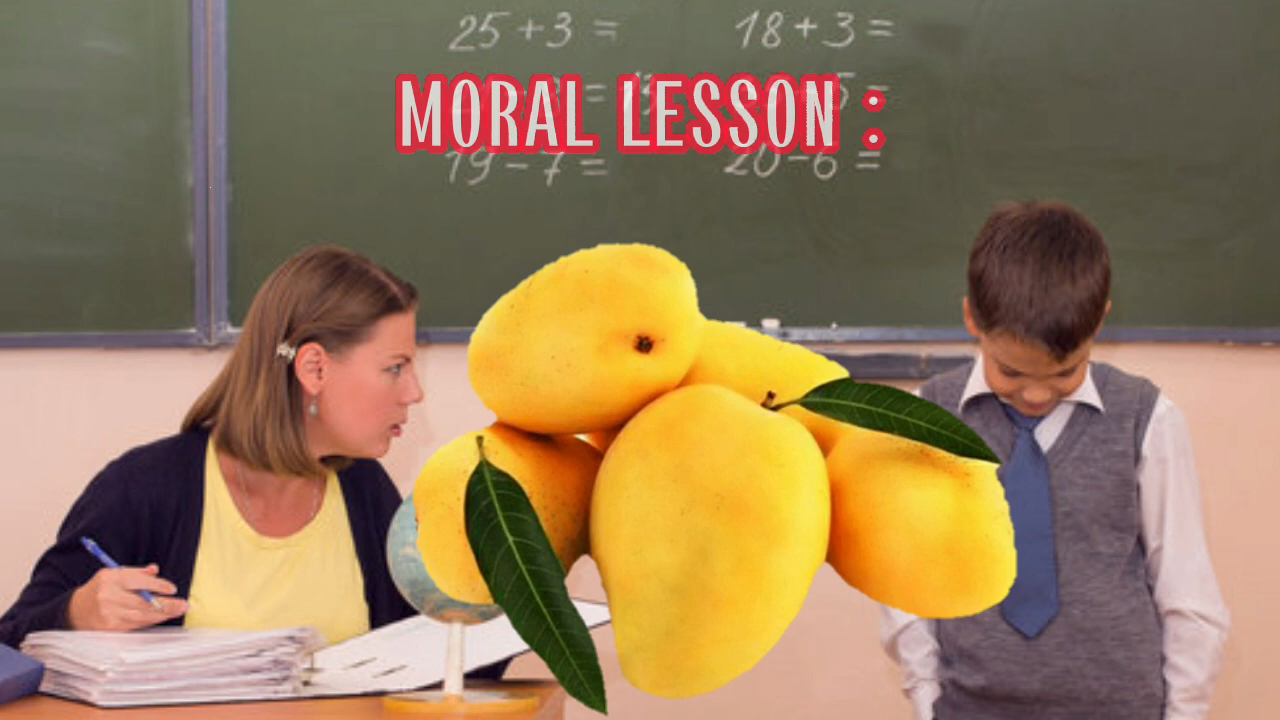 25+3= 18+3=
MORAL LESSON :
19-7= 20-6=